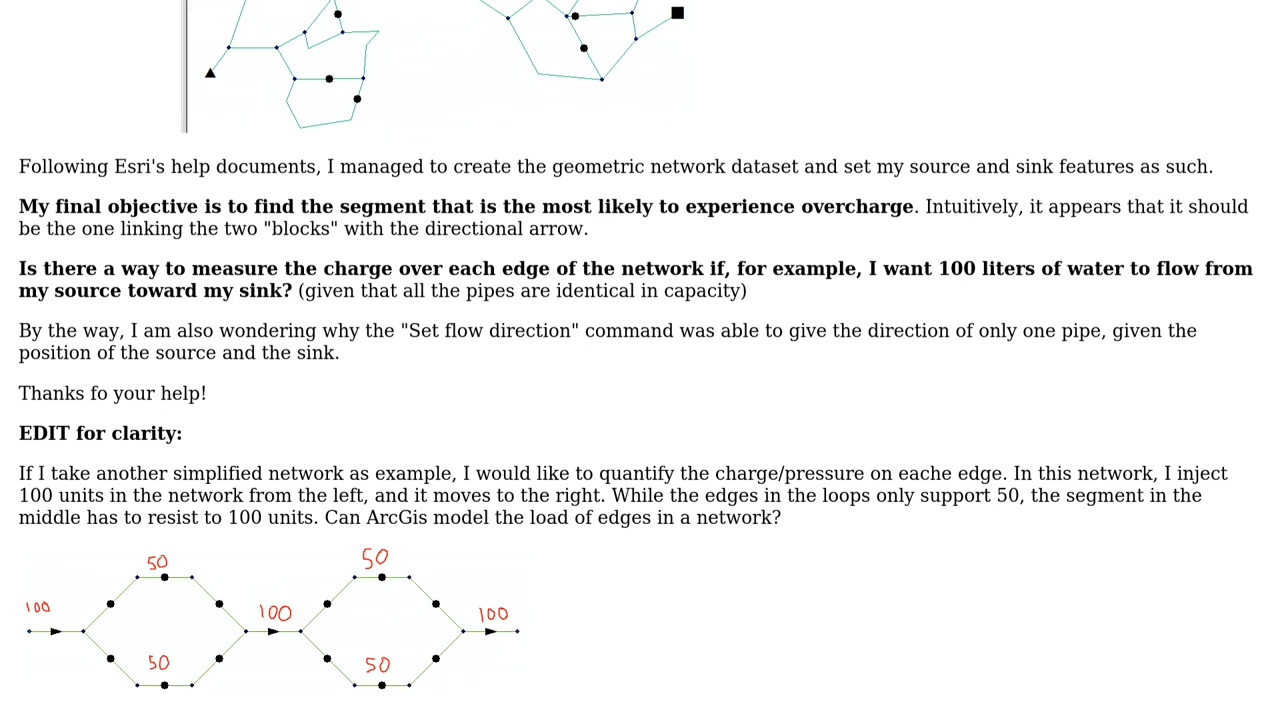 Following Esri's help documents, I managed to create the geometric network dataset and set my source and sink features as such.
My final objective is to find the segment that is the most likely to experience overcharge. Intuitively, it appears that it should
be the one linking the two "blocks" with the directional arrow.
Is there a way to measure the charge over each edge of the network if, for example, I want 100 liters of water to flow from
my source toward my sink? (given that all the pipes are identical in capacity)
By the way, I am also wondering why the "Set flow direction" command was able to give the direction of only one pipe, given the
position of the source and the sink.
Thanks fo your help!
EDIT for clarity:
If I take another simplified network as example, I would like to quantify the charge/pressure on eache edge. In this network, I inject
100 units in the network from the left, and it moves to the right. While the edges in the loops only support 50, the segment in the
middle has to resist to 100 units. Can ArcGis model the load of edges in a network?
50 50
100 100 100
50 50